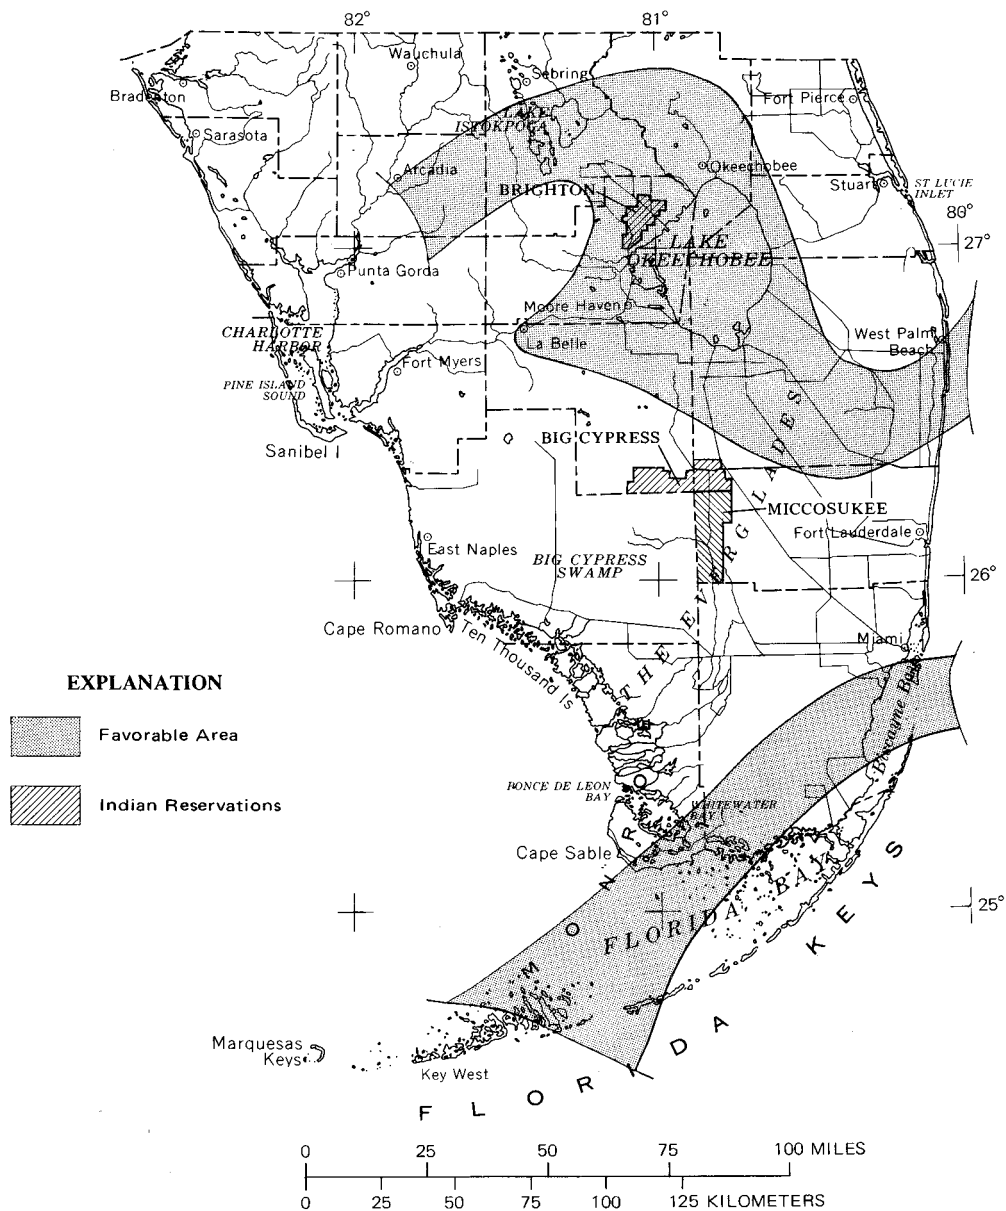 82°
81°
Wauchula
Sebring
Bradenton
Fort Pierce
LAKE
ISTOKPOGA
Sarasota
Okeechobee
Arcadia
BRIGHTON
Stuart
ST LUCIE
INLET
80°
27°
LAKE
OKEECHOBEE
Punta Gorda
Moore Haven
CHARLOTTE
HARBOR
La Belle
West Palm
Beach
Fort Myers
PINE ISLAND
SOUND
Sanibel I
BIG CYPRESS
MICCOSUKEE
Fort Lauderdale
East Naples
BIG CYPRESS
SWAMP
26°
THE EVERGLADES
Cape Romano
Ten Thousand Is
Miami
EXPLANATION
Favorable Area
Indian Reservations
Biscayne Bay
PONCE DE LEON
BAY
WHITEWATER
BAY
Cape Sable
MONROE
FLORIDA BAY
25°
Marquesas
Keys
Key West
FLORIDA KEYS
0 25 50 75 100 MILES
0 25 50 75 100 125 KILOMETERS